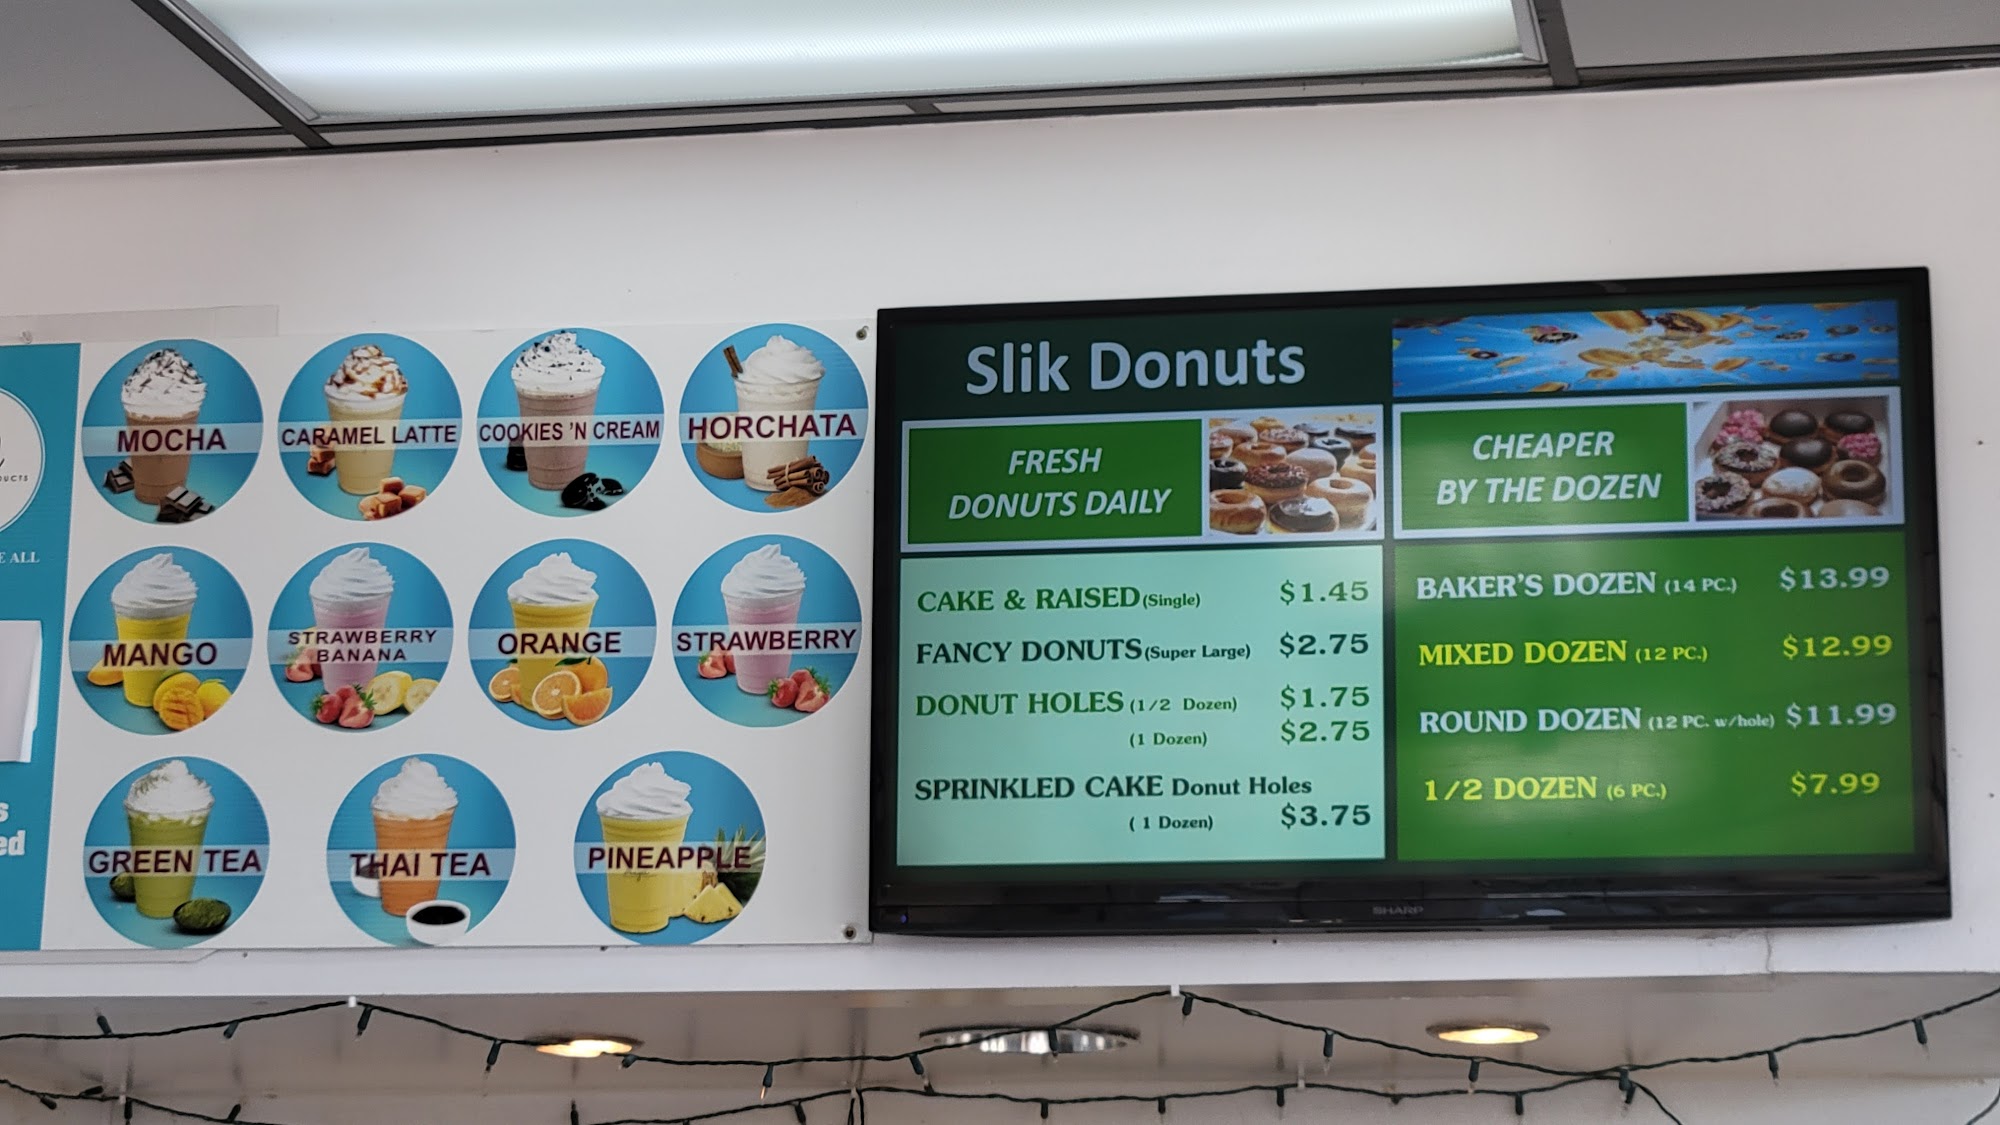 UCTS
E ALL
s
ed
MOCHA
CARAMEL LATTE
COOKIES 'N CREAM
HORCHATA
MANGO
STRAWBERRY
BANANA
ORANGE
STRAWBERRY
GREEN TEA
THAI TEA
PINEAPPLE
Slik Donuts
FRESH
DONUTS DAILY
CAKE & RAISED (Single) $1.45
FANCY DONUTS (Super Large) $2.75
DONUT HOLES (1/2 Dozen) $1.75
(1 Dozen) $2.75
SPRINKLED CAKE Donut Holes
( 1 Dozen) $3.75
CHEAPER
BY THE DOZEN
BAKER'S DOZEN (14 PC.) $13.99
MIXED DOZEN (12 PC.) $12.99
ROUND DOZEN (12 PC. w/hole) $11.99
1/2 DOZEN (6 PC.) $7.99
SHARP